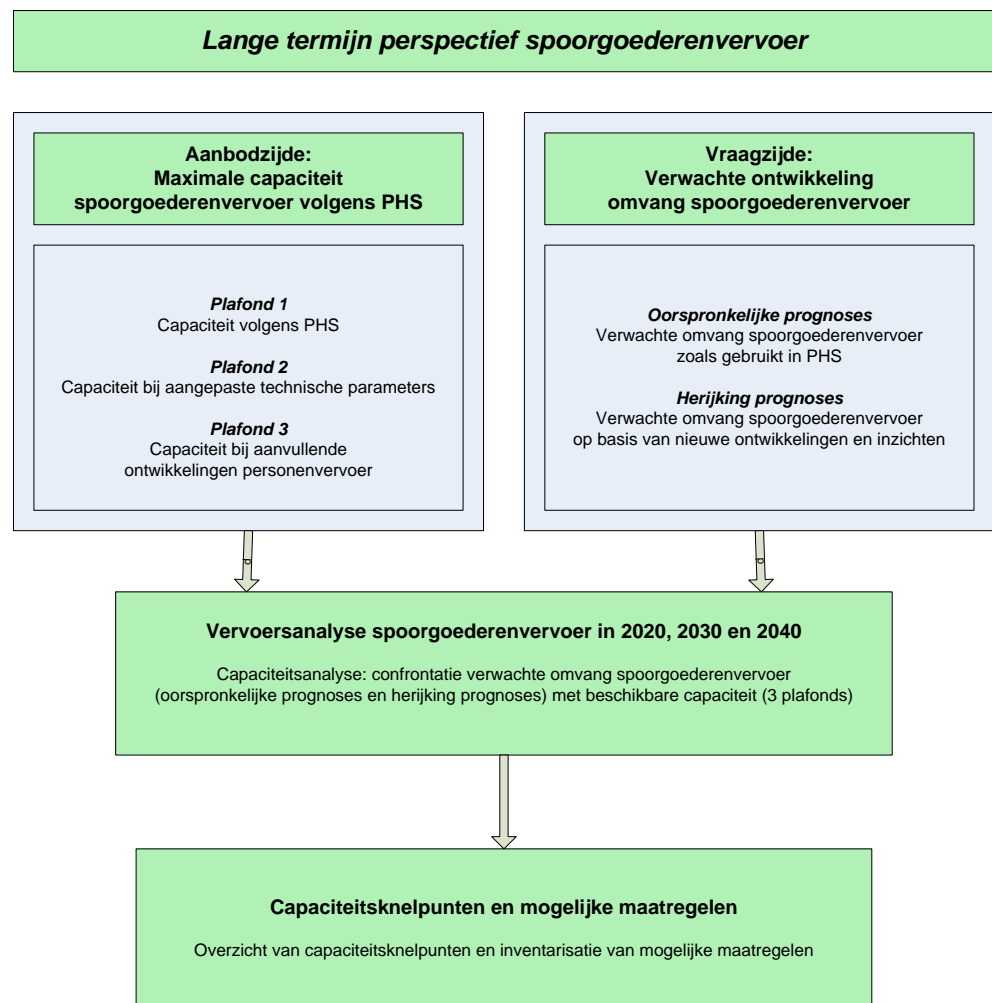 Lange termijn perspectief spoorgoederenvervoer
Aanbodzijde:
Maximale capaciteit
spoorgoederenvervoer volgens PHS
Plafond 1
Capaciteit volgens PHS
Plafond 2
Capaciteit bij aangepaste technische parameters
Plafond 3
Capaciteit bij aanvullende
ontwikkelingen personenvervoer
Vraagzijde:
Verwachte ontwikkeling
omvang spoorgoederenvervoer
Oorspronkelijke prognoses
Verwachte omvang spoorgoederenvervoer
zoals gebruikt in PHS
Herijking prognoses
Verwachte omvang spoorgoederenvervoer
op basis van nieuwe ontwikkelingen en inzichten
Vervoersanalyse spoorgoederenvervoer in 2020, 2030 en 2040
Capaciteitsanalyse: confrontatie verwachte omvang spoorgoederenvervoer
(oorspronkelijke prognoses en herijking prognoses) met beschikbare capaciteit (3 plafonds)
Capaciteitsknelpunten en mogelijke maatregelen
Overzicht van capaciteitsknelpunten en inventarisatie van mogelijke maatregelen